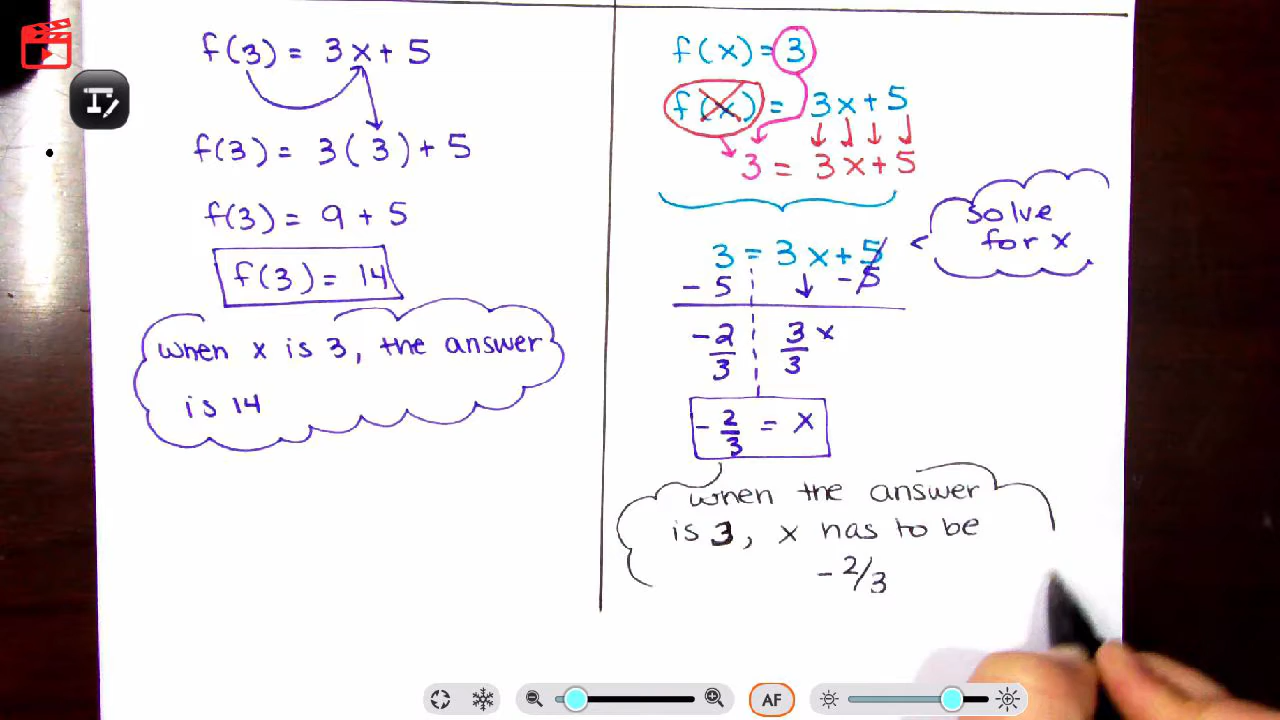 f(3) = 3x + 5
f(3) = 3(3) + 5
f(3) = 9 + 5
f(3) = 14
when x is 3, the answer
is 14
f(x) = 3
f(x) = 3x + 5
3 = 3x + 5
solve
for x
3 = 3x + 5
- 5 - 5
-2/3 3/3 x
- 2/3 = x
when the answer
is 3, x has to be
- 2/3
AF